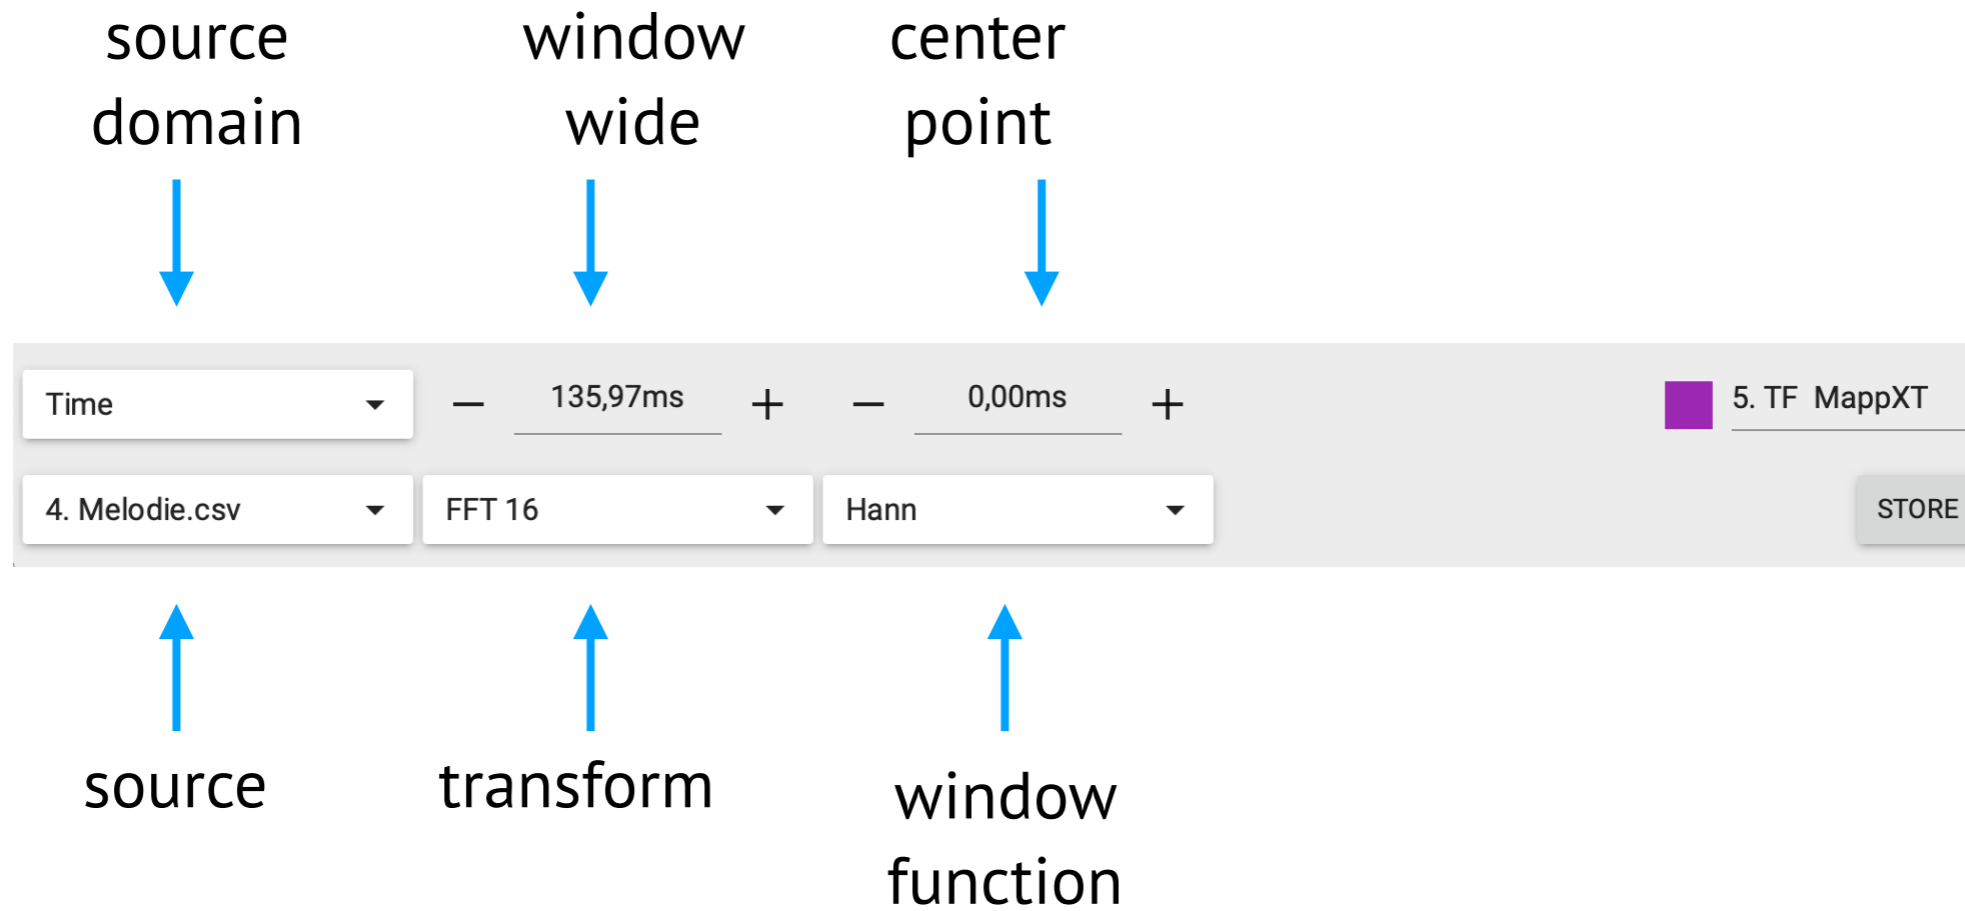 source
domain
window
wide
center
point
Time
135,97ms
0,00ms
5. TF  MappXT
4. Melodie.csv
FFT 16
Hann
STORE
source
transform
window
function